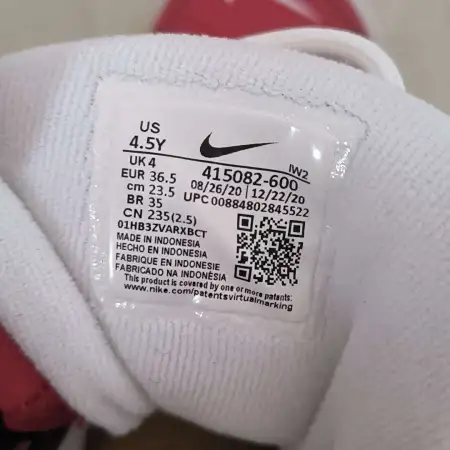 US
4.5Y
UK 4
EUR 36.5
cm 23.5
BR 35
CN 235(2.5)
IW2
415082-600
08/26/20 12/22/20
UPC 00884802845522
01HB3ZVARXBCT
MADE IN INDONESIA
HECHO EN INDONESIA
FABRIQUE EN INDONESIE
FABRICADO NA INDONÉSIA
This product is covered by one or more patents:
www.nike.com/patentsvirtualmarking